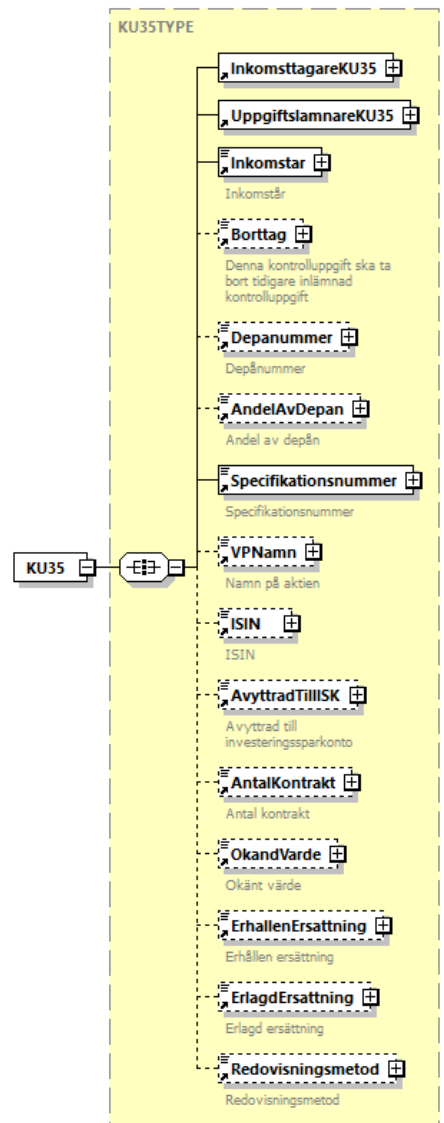 KU35TYPE
InkomsttagareKU35
UppgiftslamnareKU35
Inkomstar
Inkomstår
Borttag
Denna kontrolluppgift ska ta
bort tidigare inlämnad
kontrolluppgift
Depanummer
Depånummer
AndelAvDepan
Andel av depån
Specifikationsnummer
Specifikationsnummer
KU35
VPNamn
Namn på aktien
ISIN
ISIN
AvyttradTillISK
Avyttrad till
investeringssparkonto
AntalKontrakt
Antal kontrakt
OkandVarde
Okänt värde
ErhallenErsattning
Erhållen ersättning
ErlagdErsattning
Erlagd ersättning
Redovisningsmetod
Redovisningsmetod